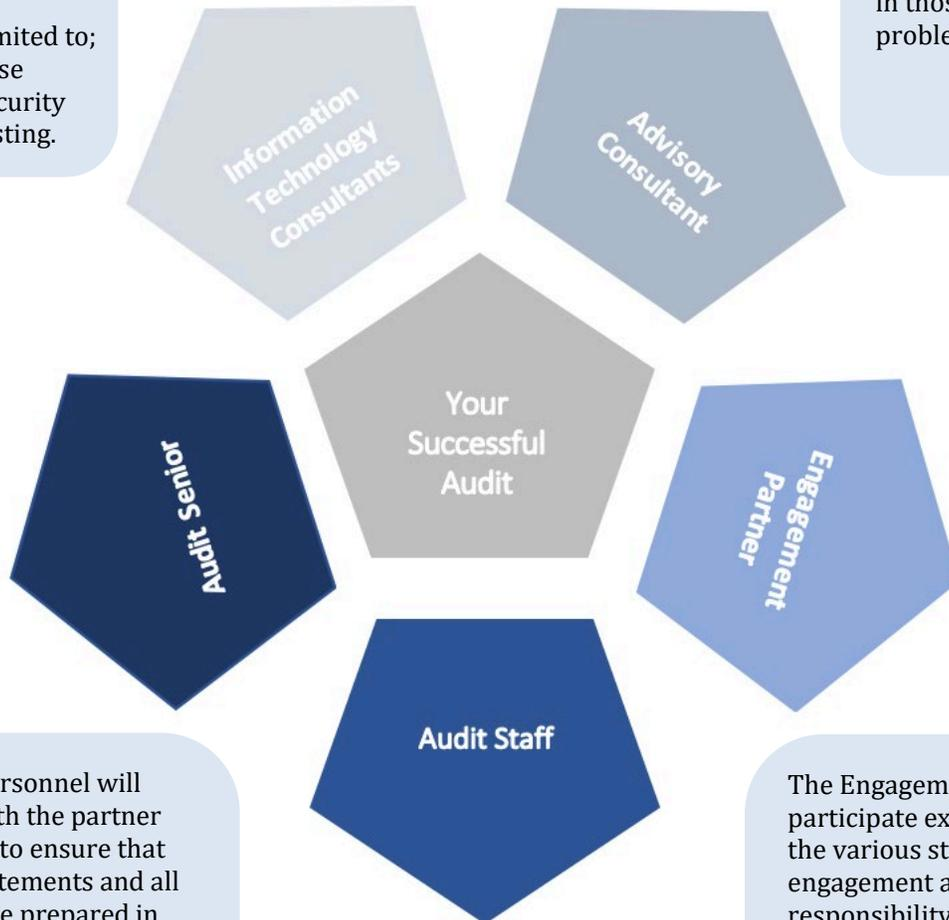 mited to;
se
curity
sting.
in thos
proble
Information
Technology
Consultants
Advisory
Consultant
Your
Successful
Audit
Audit Senior
Engagement
Partner
Audit Staff
rsonnel will
th the partner
to ensure that
tements and all
e prepared in
The Engagem
participate ex
the various st
engagement a
responsibility